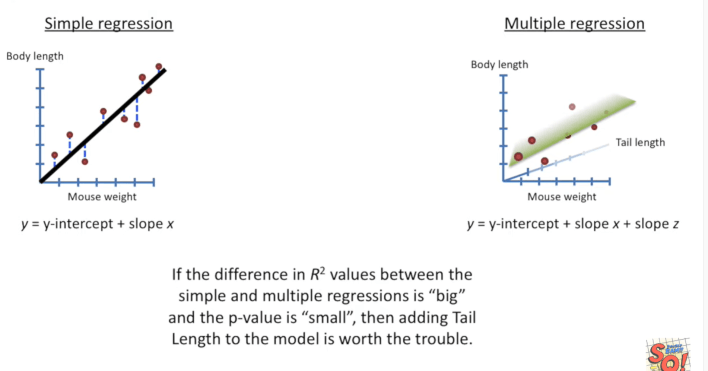 Simple regression
Multiple regression
Body length
Body length
Tail length
Mouse weight
Mouse weight
y = y-intercept + slope x
y = y-intercept + slope x + slope z
If the difference in R² values between the
simple and multiple regressions is “big”
and the p-value is “small”, then adding Tail
Length to the model is worth the trouble.
SQ!